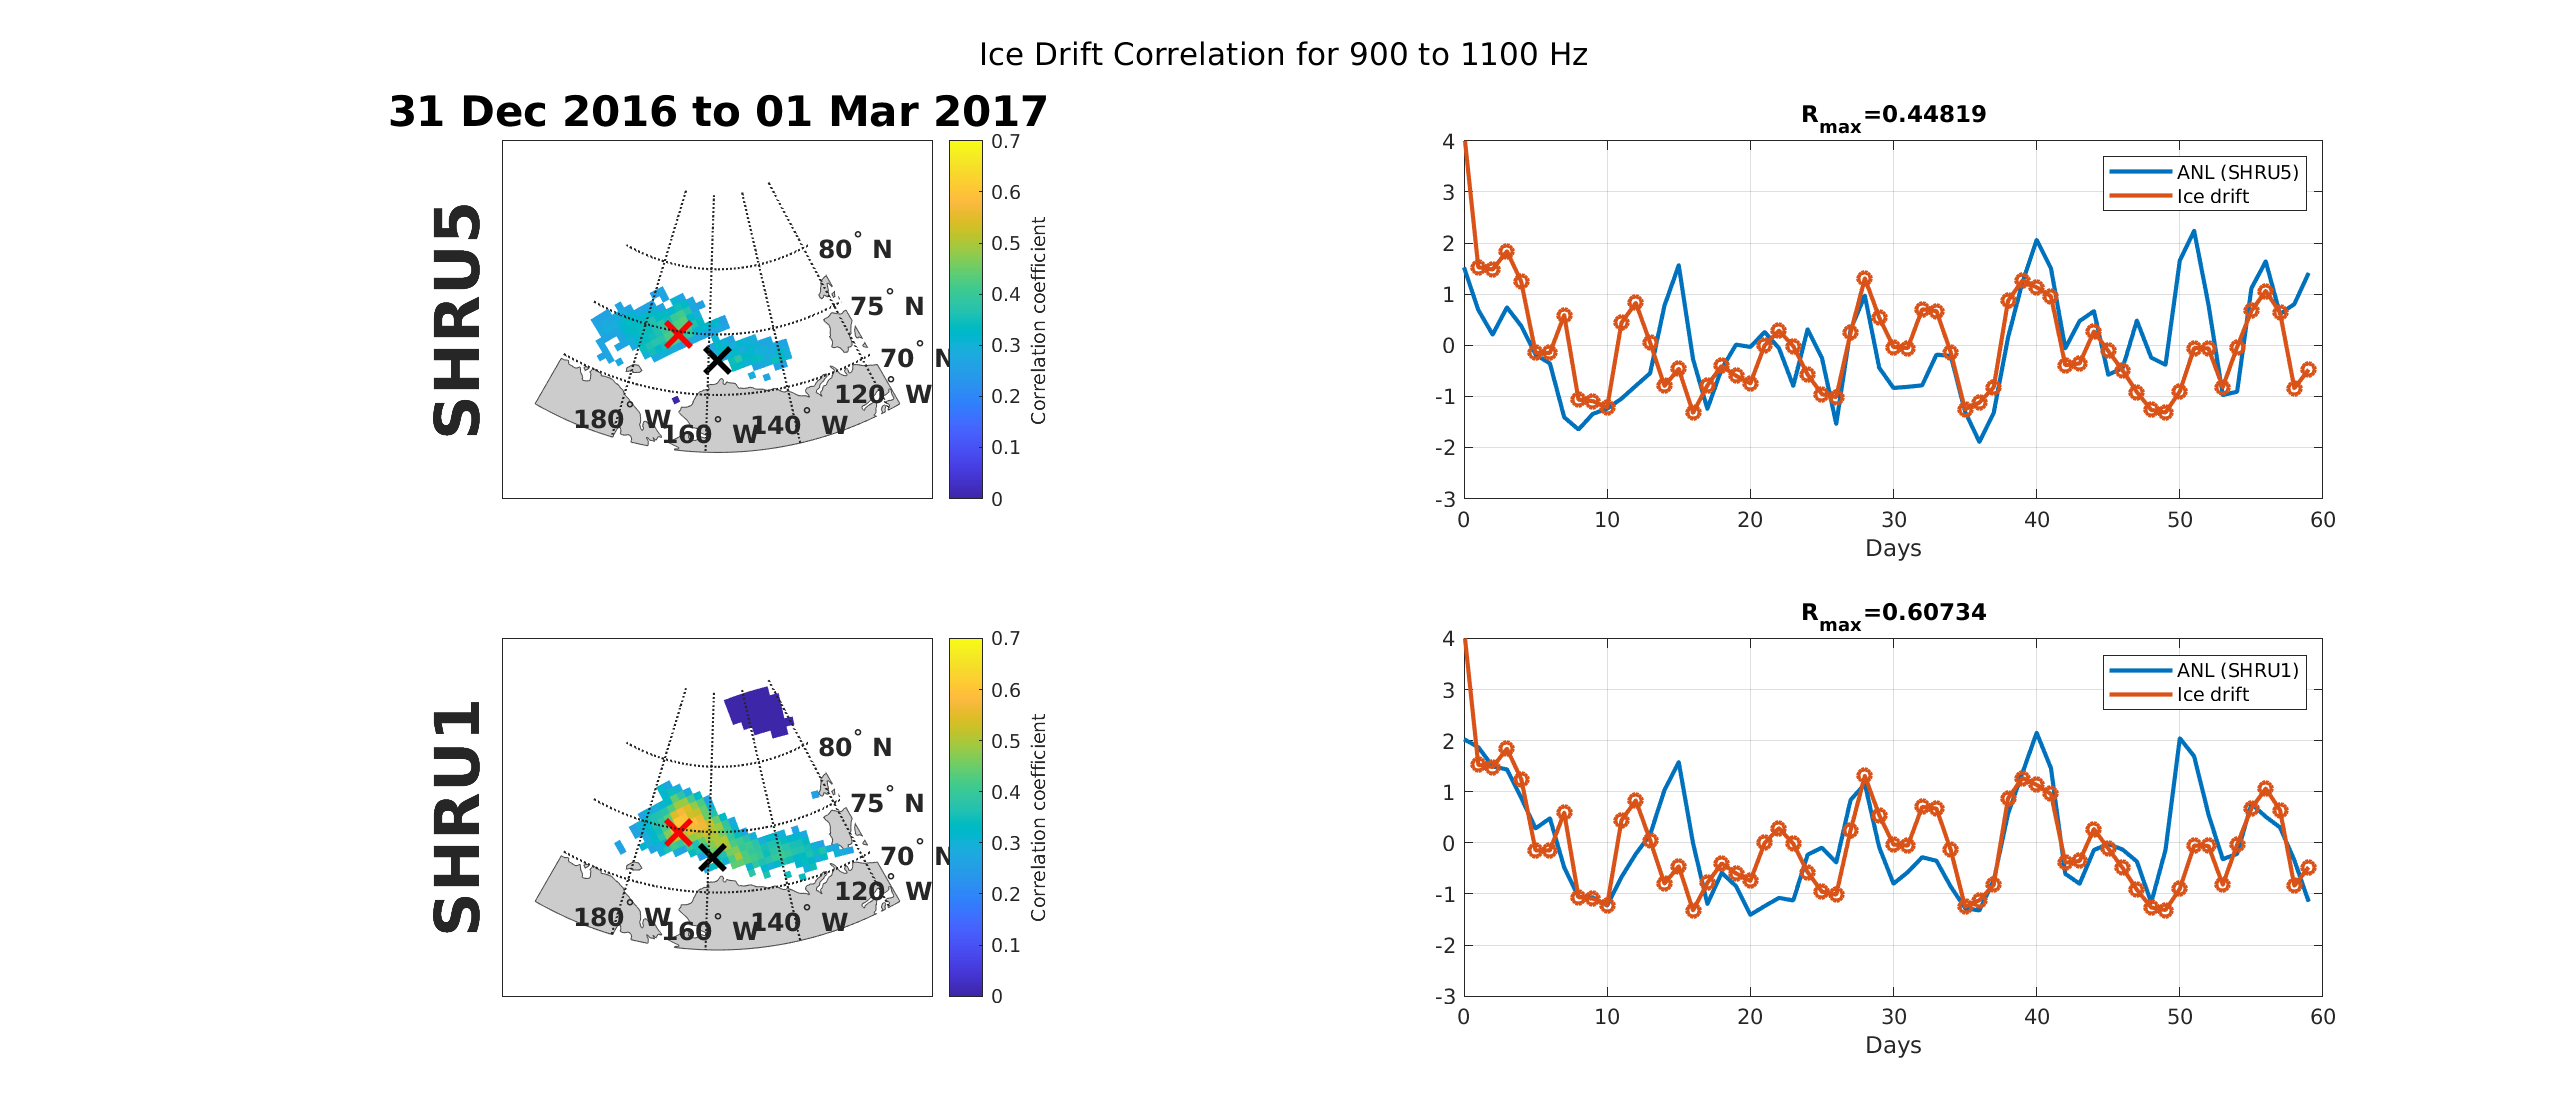 Ice Drift Correlation for 900 to 1100 Hz
31 Dec 2016 to 01 Mar 2017
SHRU5
80° N
75° N
70° N
120° W
180° W
160° W
140° W
0.7
0.6
0.5
0.4
0.3
0.2
0.1
0
Correlation coefficient
Rmax=0.44819
4
3
2
1
0
-1
-2
-3
0 10 20 30 40 50 60
Days
ANL (SHRU5)
Ice drift
SHRU1
80° N
75° N
70° N
120° W
180° W
160° W
140° W
0.7
0.6
0.5
0.4
0.3
0.2
0.1
0
Correlation coefficient
Rmax=0.60734
4
3
2
1
0
-1
-2
-3
0 10 20 30 40 50 60
Days
ANL (SHRU1)
Ice drift